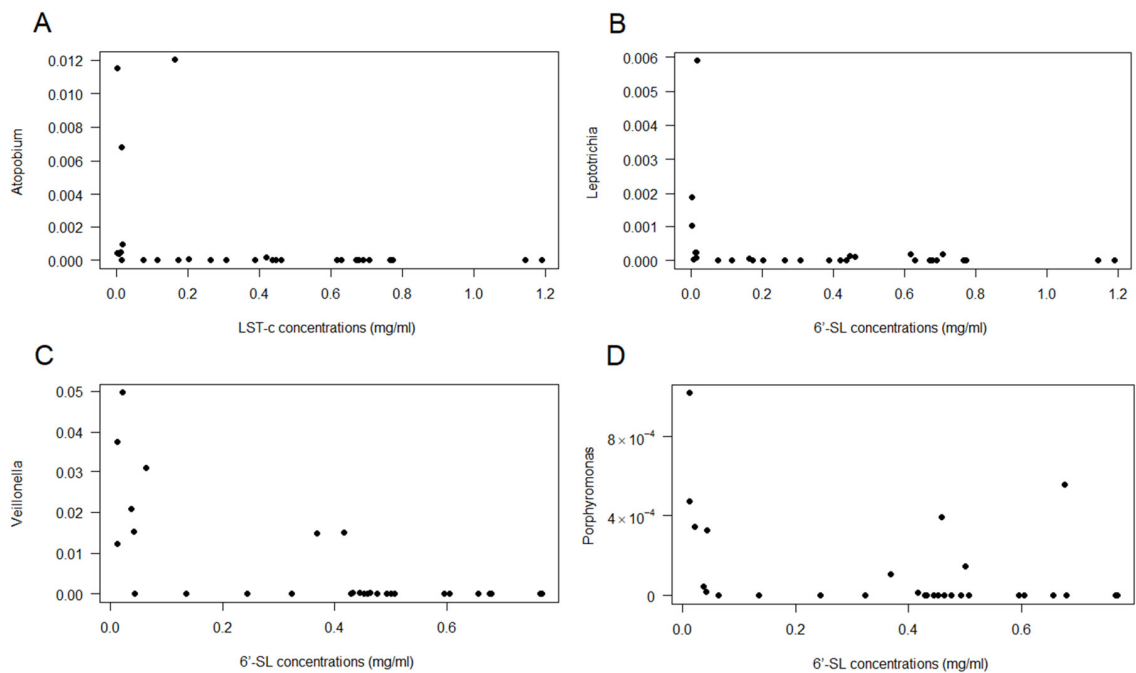 A
Atopobium
0.012
0.010
0.008
0.006
0.004
0.002
0.000
0.0 0.2 0.4 0.6 0.8 1.0 1.2
LST-c concentrations (mg/ml)
B
Leptotrichia
0.006
0.005
0.004
0.003
0.002
0.001
0.000
0.0 0.2 0.4 0.6 0.8 1.0 1.2
6'-SL concentrations (mg/ml)
C
Veillonella
0.05
0.04
0.03
0.02
0.01
0.00
0.0 0.2 0.4 0.6
6'-SL concentrations (mg/ml)
D
Porphyromonas
8 × 10⁻⁴
4 × 10⁻⁴
0
0.0 0.2 0.4 0.6
6'-SL concentrations (mg/ml)